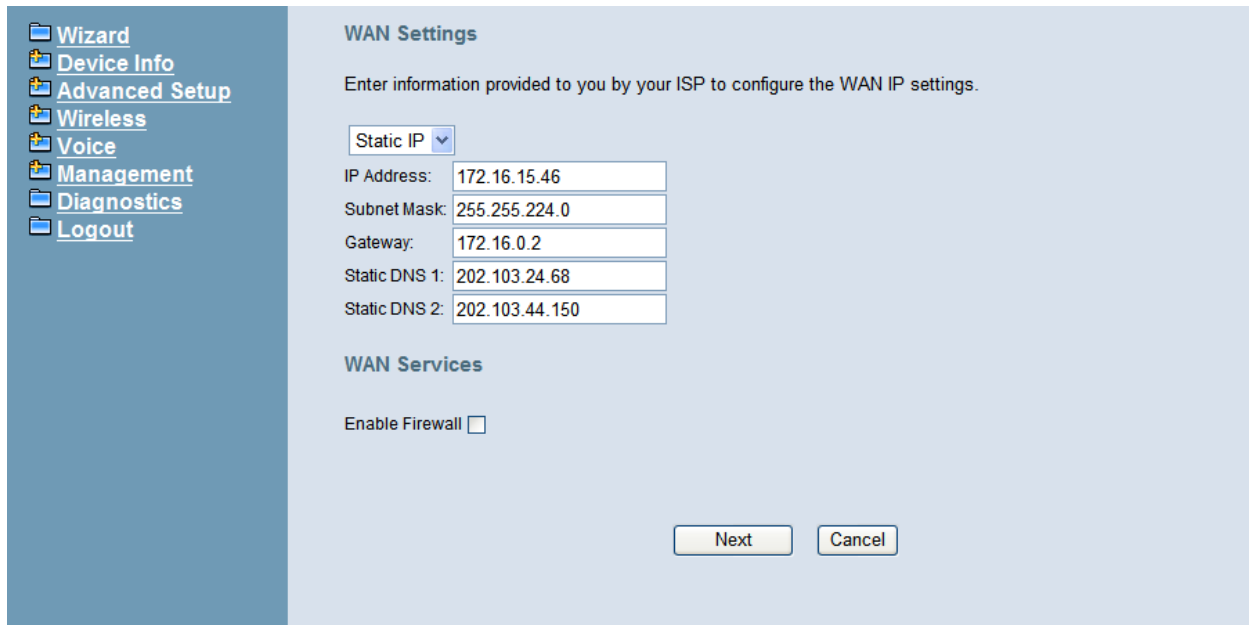 Wizard
Device Info
Advanced Setup
Wireless
Voice
Management
Diagnostics
Logout
WAN Settings
Enter information provided to you by your ISP to configure the WAN IP settings.
Static IP
IP Address: 172.16.15.46
Subnet Mask: 255.255.224.0
Gateway: 172.16.0.2
Static DNS 1: 202.103.24.68
Static DNS 2: 202.103.44.150
WAN Services
Enable Firewall
Next Cancel